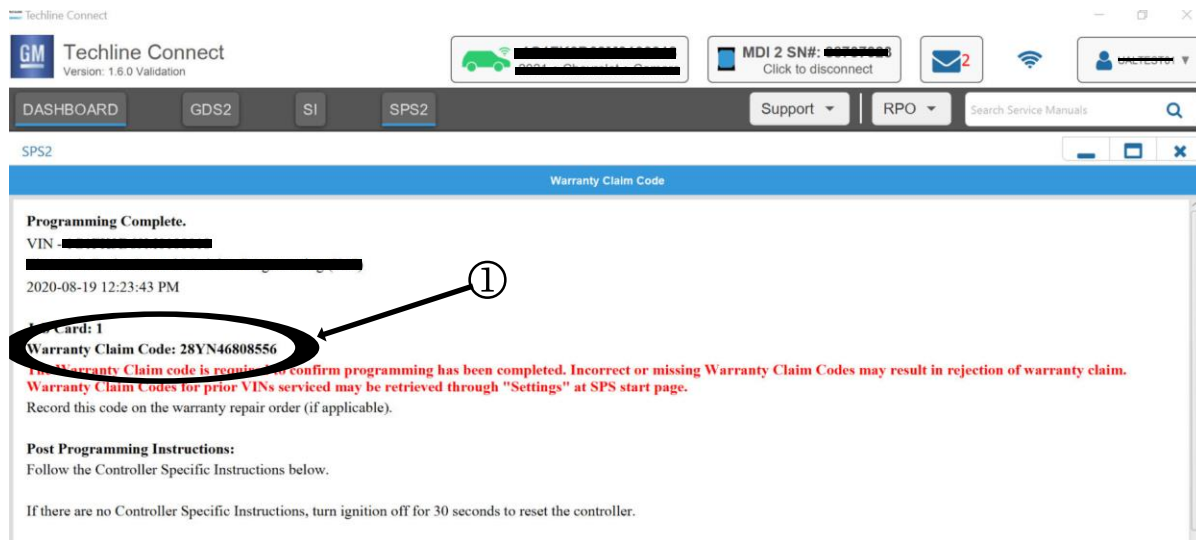 Techline Connect
GM Techline Connect
Version: 1.6.0 Validation
MDI 2 SN#:
Click to disconnect
2
DASHBOARD GDS2 SI SPS2 Support RPO Search Service Manuals
SPS2
Warranty Claim Code
Programming Complete.
VIN -
2020-08-19 12:23:43 PM
①
Card: 1
Warranty Claim Code: 28YN46808556
The Warranty Claim code is required to confirm programming has been completed. Incorrect or missing Warranty Claim Codes may result in rejection of warranty claim.
Warranty Claim Codes for prior VINs serviced may be retrieved through "Settings" at SPS start page.
Record this code on the warranty repair order (if applicable).
Post Programming Instructions:
Follow the Controller Specific Instructions below.
If there are no Controller Specific Instructions, turn ignition off for 30 seconds to reset the controller.